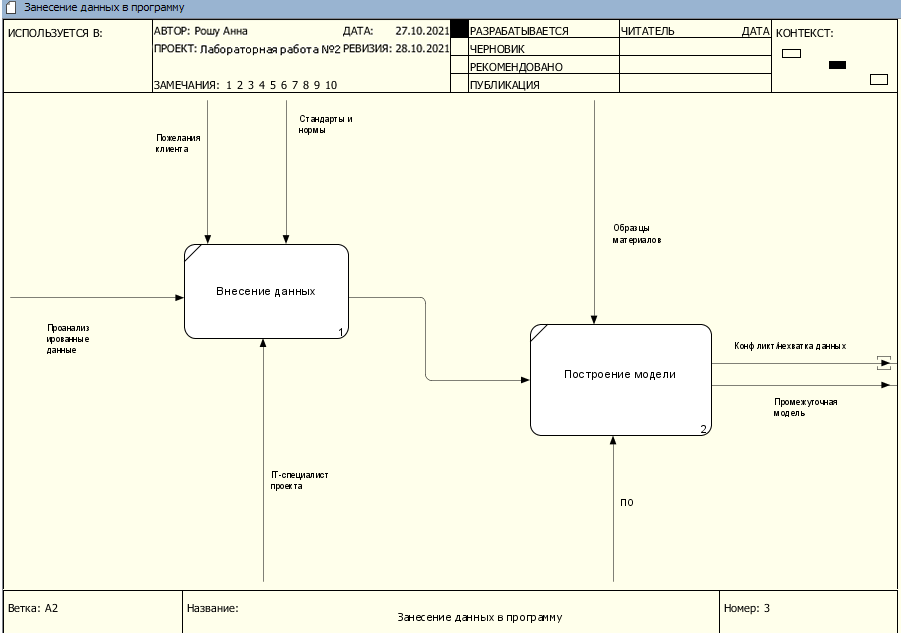 Занесение данных в программу
ИСПОЛЬЗУЕТСЯ В:
АВТОР: Рошу Анна
ДАТА: 27.10.2021
ПРОЕКТ: Лабораторная работа №2
РЕВИЗИЯ: 28.10.2021
ЗАМЕЧАНИЯ: 1 2 3 4 5 6 7 8 9 10
РАЗРАБАТЫВАЕТСЯ
ЧЕРНОВИК
РЕКОМЕНДОВАНО
ПУБЛИКАЦИЯ
ЧИТАТЕЛЬ
ДАТА
КОНТЕКСТ:
Пожелания
клиента
Стандарты и
нормы
Образцы
материалов
Внесение данных
1
Проанализ
ированные
данные
Построение модели
2
Конфликт/нехватка данных
Промежуточная
модель
IT-специалист
проекта
ПО
Ветка: A2
Название:
Занесение данных в программу
Номер: 3